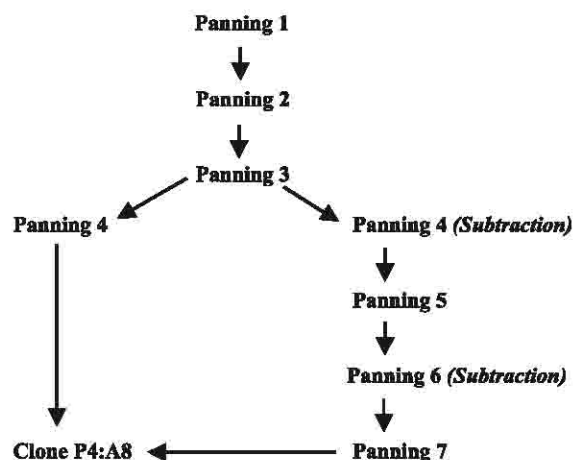 Panning 1
Panning 2
Panning 3
Panning 4
Panning 4 (Subtraction)
Panning 5
Panning 6 (Subtraction)
Clone P4:A8
Panning 7